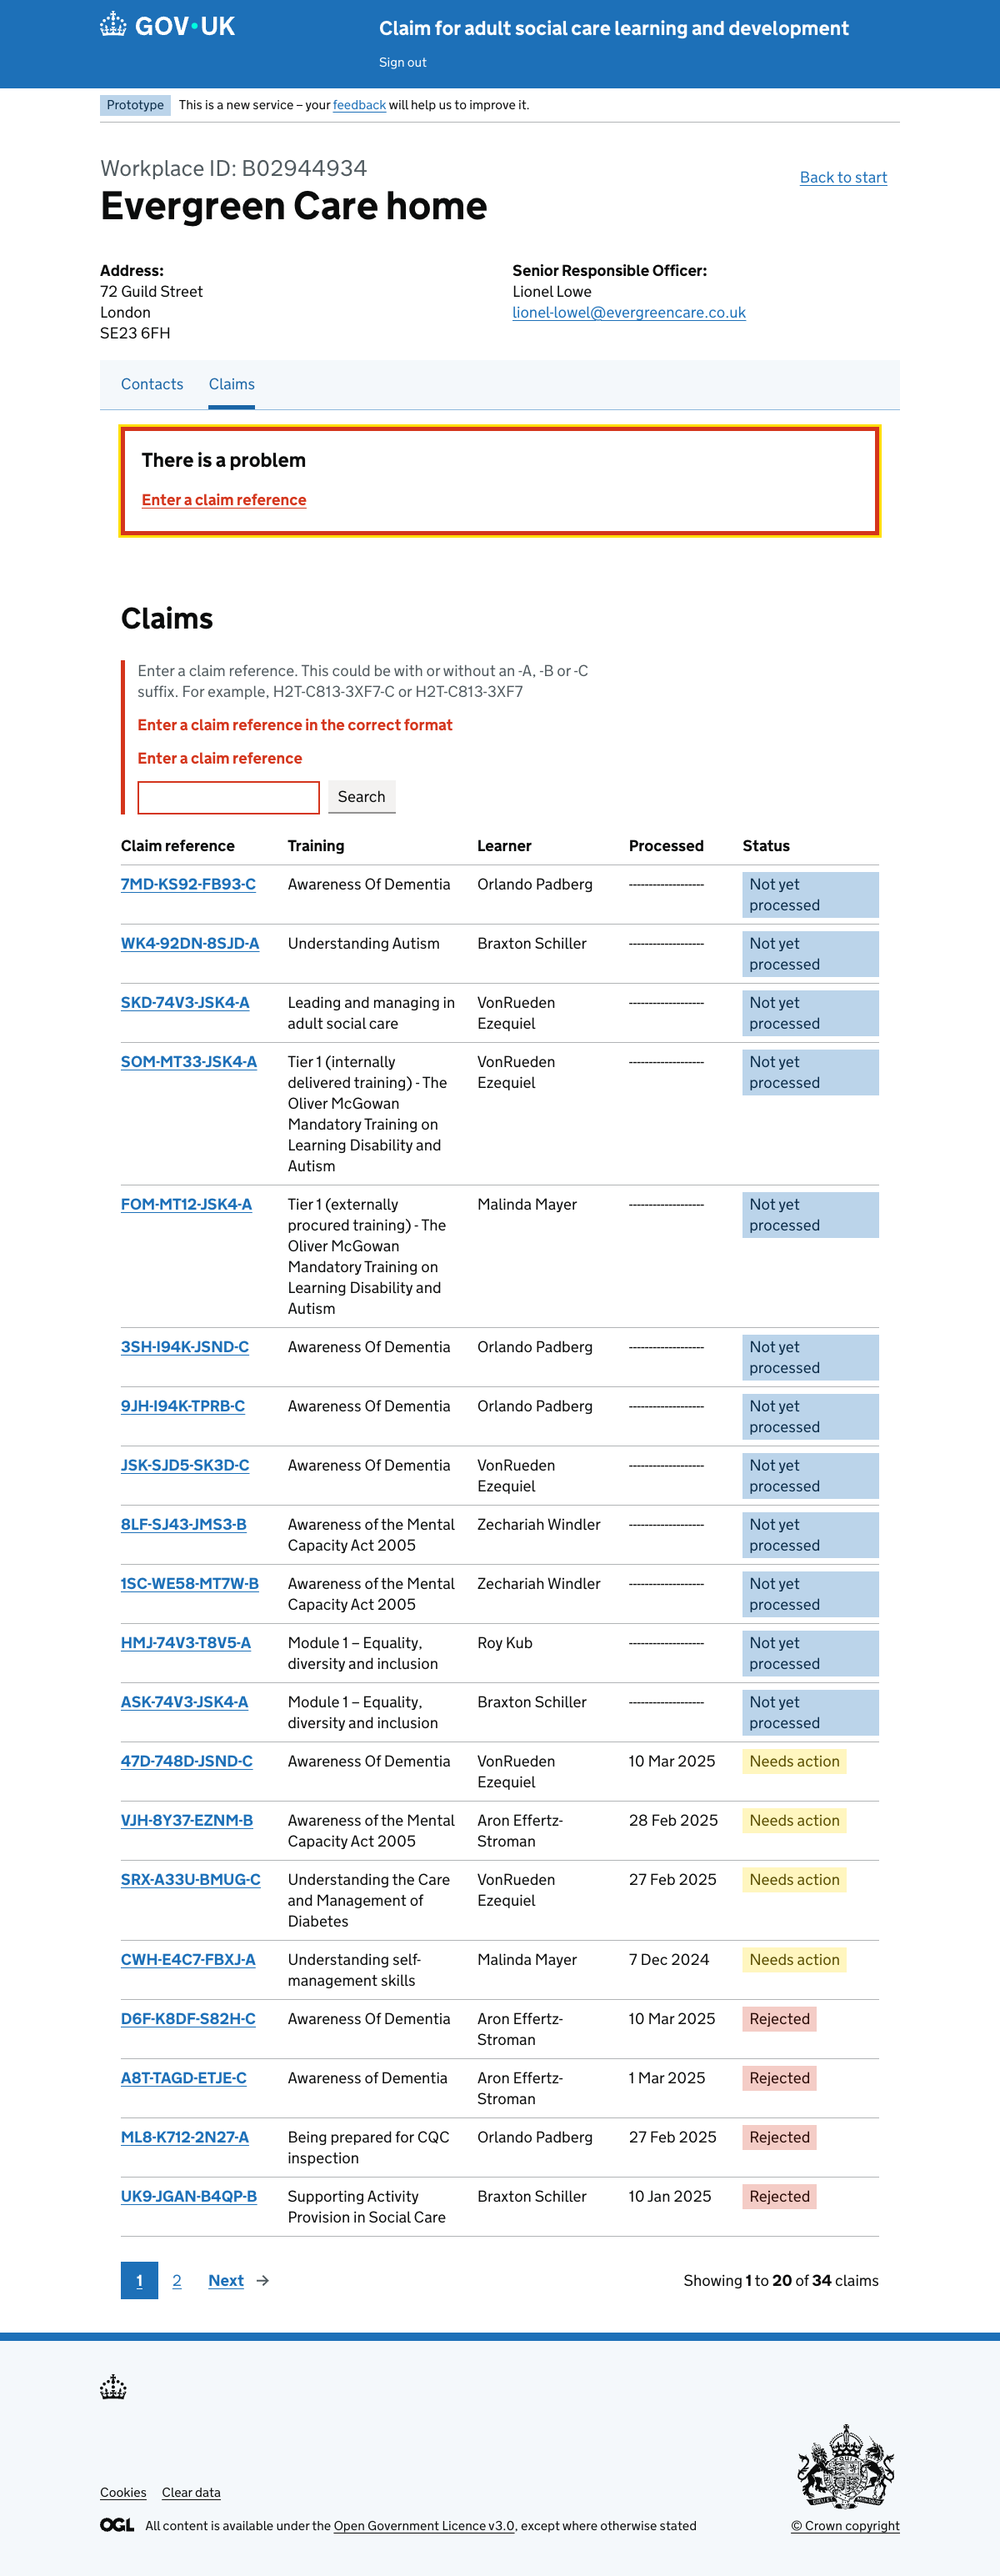 GOV·UK
Claim for adult social care learning and development
Sign out
Prototype This is a new service – your feedback will help us to improve it.
Workplace ID: B02944934
Back to start
Evergreen Care home
Address:
72 Guild Street
London
SE23 6FH
Senior Responsible Officer:
Lionel Lowe
lionel-lowel@evergreencare.co.uk
Contacts Claims
There is a problem
Enter a claim reference
Claims
Enter a claim reference. This could be with or without an -A, -B or -C
suffix. For example, H2T-C813-3XF7-C or H2T-C813-3XF7
Enter a claim reference in the correct format
Enter a claim reference
Search
Claim reference Training Learner Processed Status
7MD-KS92-FB93-C Awareness Of Dementia Orlando Padberg ------------------- Not yet
processed
WK4-92DN-8SJD-A Understanding Autism Braxton Schiller ------------------- Not yet
processed
SKD-74V3-JSK4-A Leading and managing in VonRueden ------------------- Not yet
adult social care Ezequiel processed
SOM-MT33-JSK4-A Tier 1 (internally VonRueden ------------------- Not yet
delivered training) - The Ezequiel processed
Oliver McGowan
Mandatory Training on
Learning Disability and
Autism
FOM-MT12-JSK4-A Tier 1 (externally Malinda Mayer ------------------- Not yet
procured training) - The processed
Oliver McGowan
Mandatory Training on
Learning Disability and
Autism
3SH-I94K-JSND-C Awareness Of Dementia Orlando Padberg ------------------- Not yet
processed
9JH-I94K-TPRB-C Awareness Of Dementia Orlando Padberg ------------------- Not yet
processed
JSK-SJD5-SK3D-C Awareness Of Dementia VonRueden ------------------- Not yet
Ezequiel processed
8LF-SJ43-JMS3-B Awareness of the Mental Zechariah Windler ------------------- Not yet
Capacity Act 2005 processed
1SC-WE58-MT7W-B Awareness of the Mental Zechariah Windler ------------------- Not yet
Capacity Act 2005 processed
HMJ-74V3-T8V5-A Module 1 – Equality, Roy Kub ------------------- Not yet
diversity and inclusion processed
ASK-74V3-JSK4-A Module 1 – Equality, Braxton Schiller ------------------- Not yet
diversity and inclusion processed
47D-748D-JSND-C Awareness Of Dementia VonRueden 10 Mar 2025 Needs action
Ezequiel
VJH-8Y37-EZNM-B Awareness of the Mental Aron Effertz- 28 Feb 2025 Needs action
Capacity Act 2005 Stroman
SRX-A33U-BMUG-C Understanding the Care VonRueden 27 Feb 2025 Needs action
and Management of Ezequiel
Diabetes
CWH-E4C7-FBXJ-A Understanding self- Malinda Mayer 7 Dec 2024 Needs action
management skills
D6F-K8DF-S82H-C Awareness Of Dementia Aron Effertz- 10 Mar 2025 Rejected
Stroman
A8T-TAGD-ETJE-C Awareness of Dementia Aron Effertz- 1 Mar 2025 Rejected
Stroman
ML8-K712-2N27-A Being prepared for CQC Orlando Padberg 27 Feb 2025 Rejected
inspection
UK9-JGAN-B4QP-B Supporting Activity Braxton Schiller 10 Jan 2025 Rejected
Provision in Social Care
1 2 Next → Showing 1 to 20 of 34 claims
Cookies Clear data
OGL All content is available under the Open Government Licence v3.0, except where otherwise stated
© Crown copyright